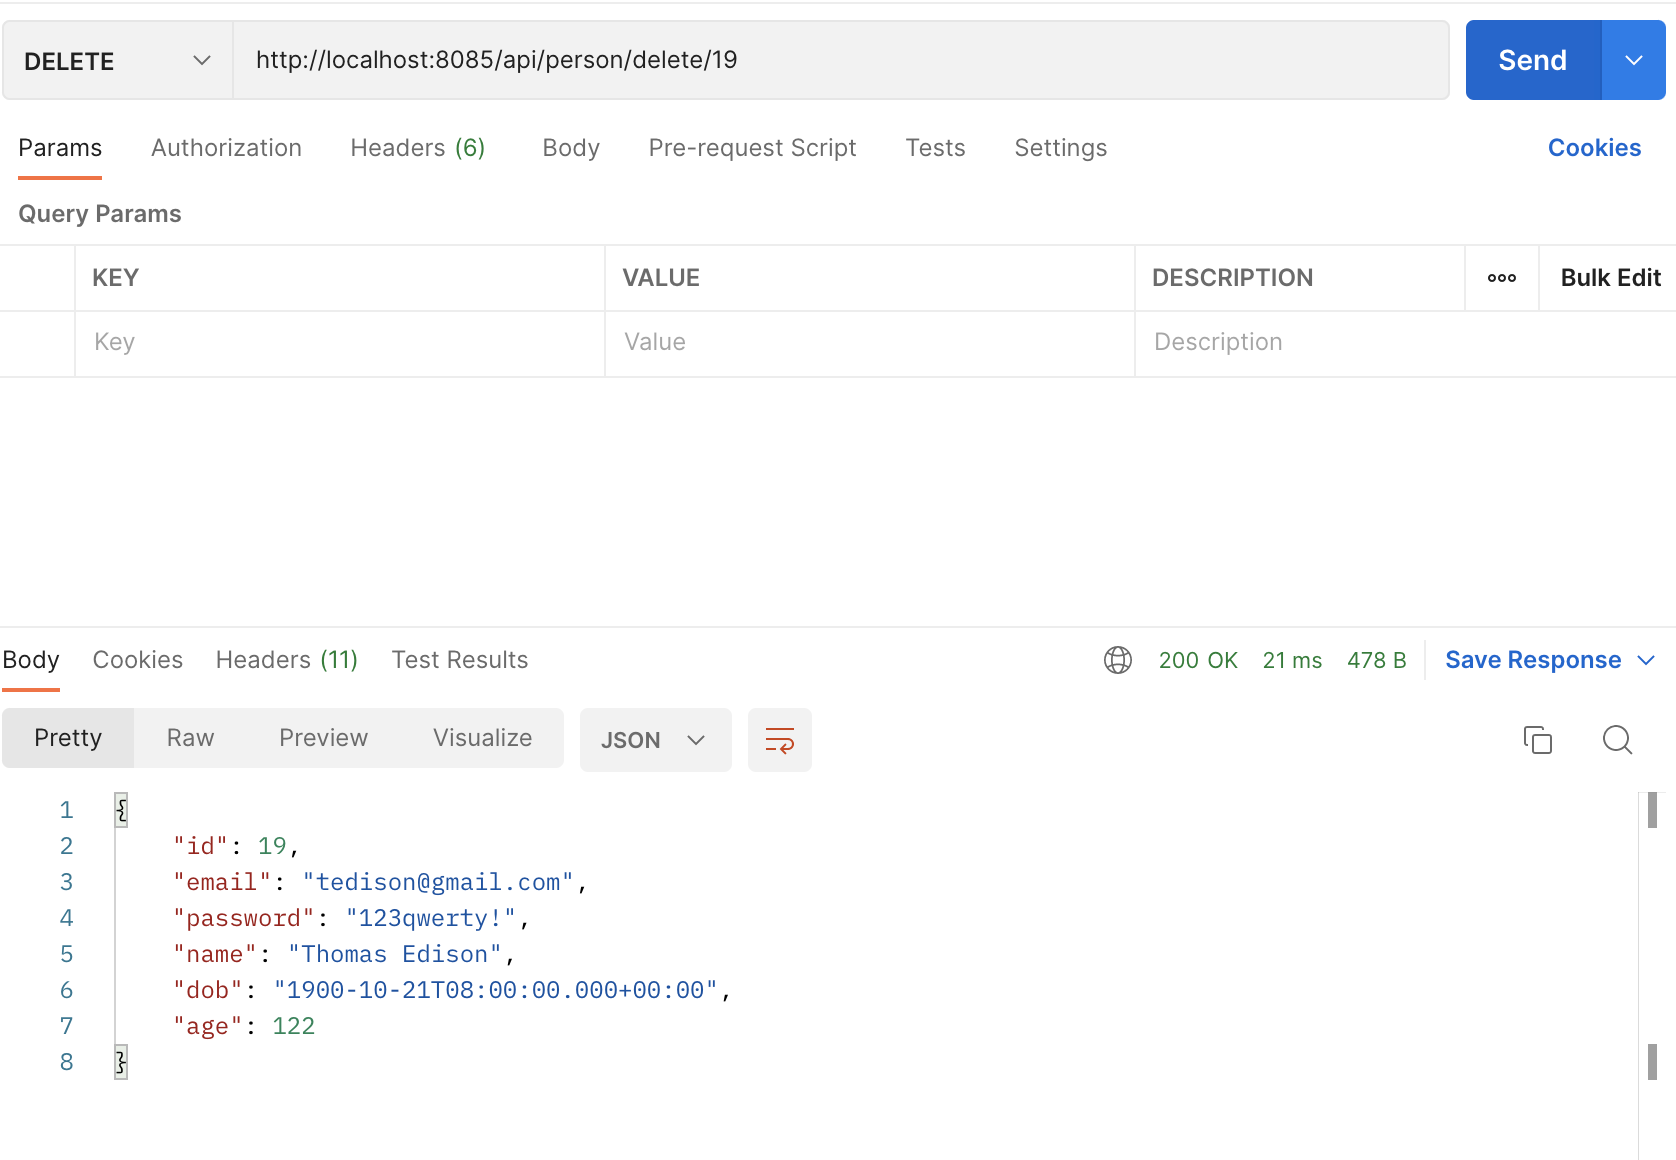 DELETE http://localhost:8085/api/person/delete/19 Send
Params Authorization Headers (6) Body Pre-request Script Tests Settings Cookies
Query Params
KEY VALUE DESCRIPTION ooo Bulk Edit
Key Value Description
Body Cookies Headers (11) Test Results 200 OK 21 ms 478 B Save Response
Pretty Raw Preview Visualize JSON
1 {
2 "id": 19,
3 "email": "tedison@gmail.com",
4 "password": "123qwerty!",
5 "name": "Thomas Edison",
6 "dob": "1900-10-21T08:00:00.000+00:00",
7 "age": 122
8 }